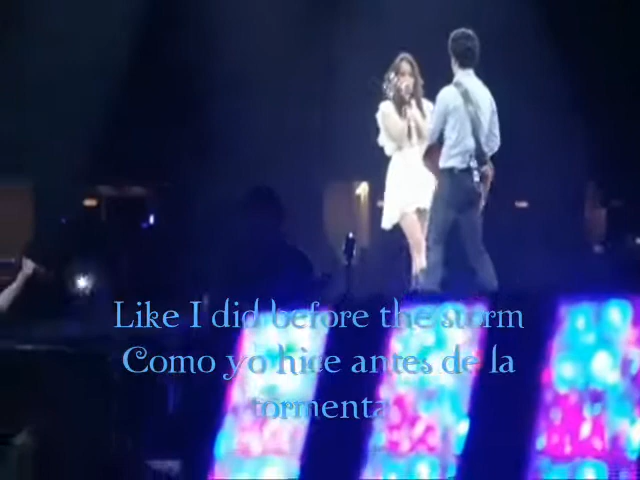 Like I did before the storm
Como yo hice antes de la
tormenta